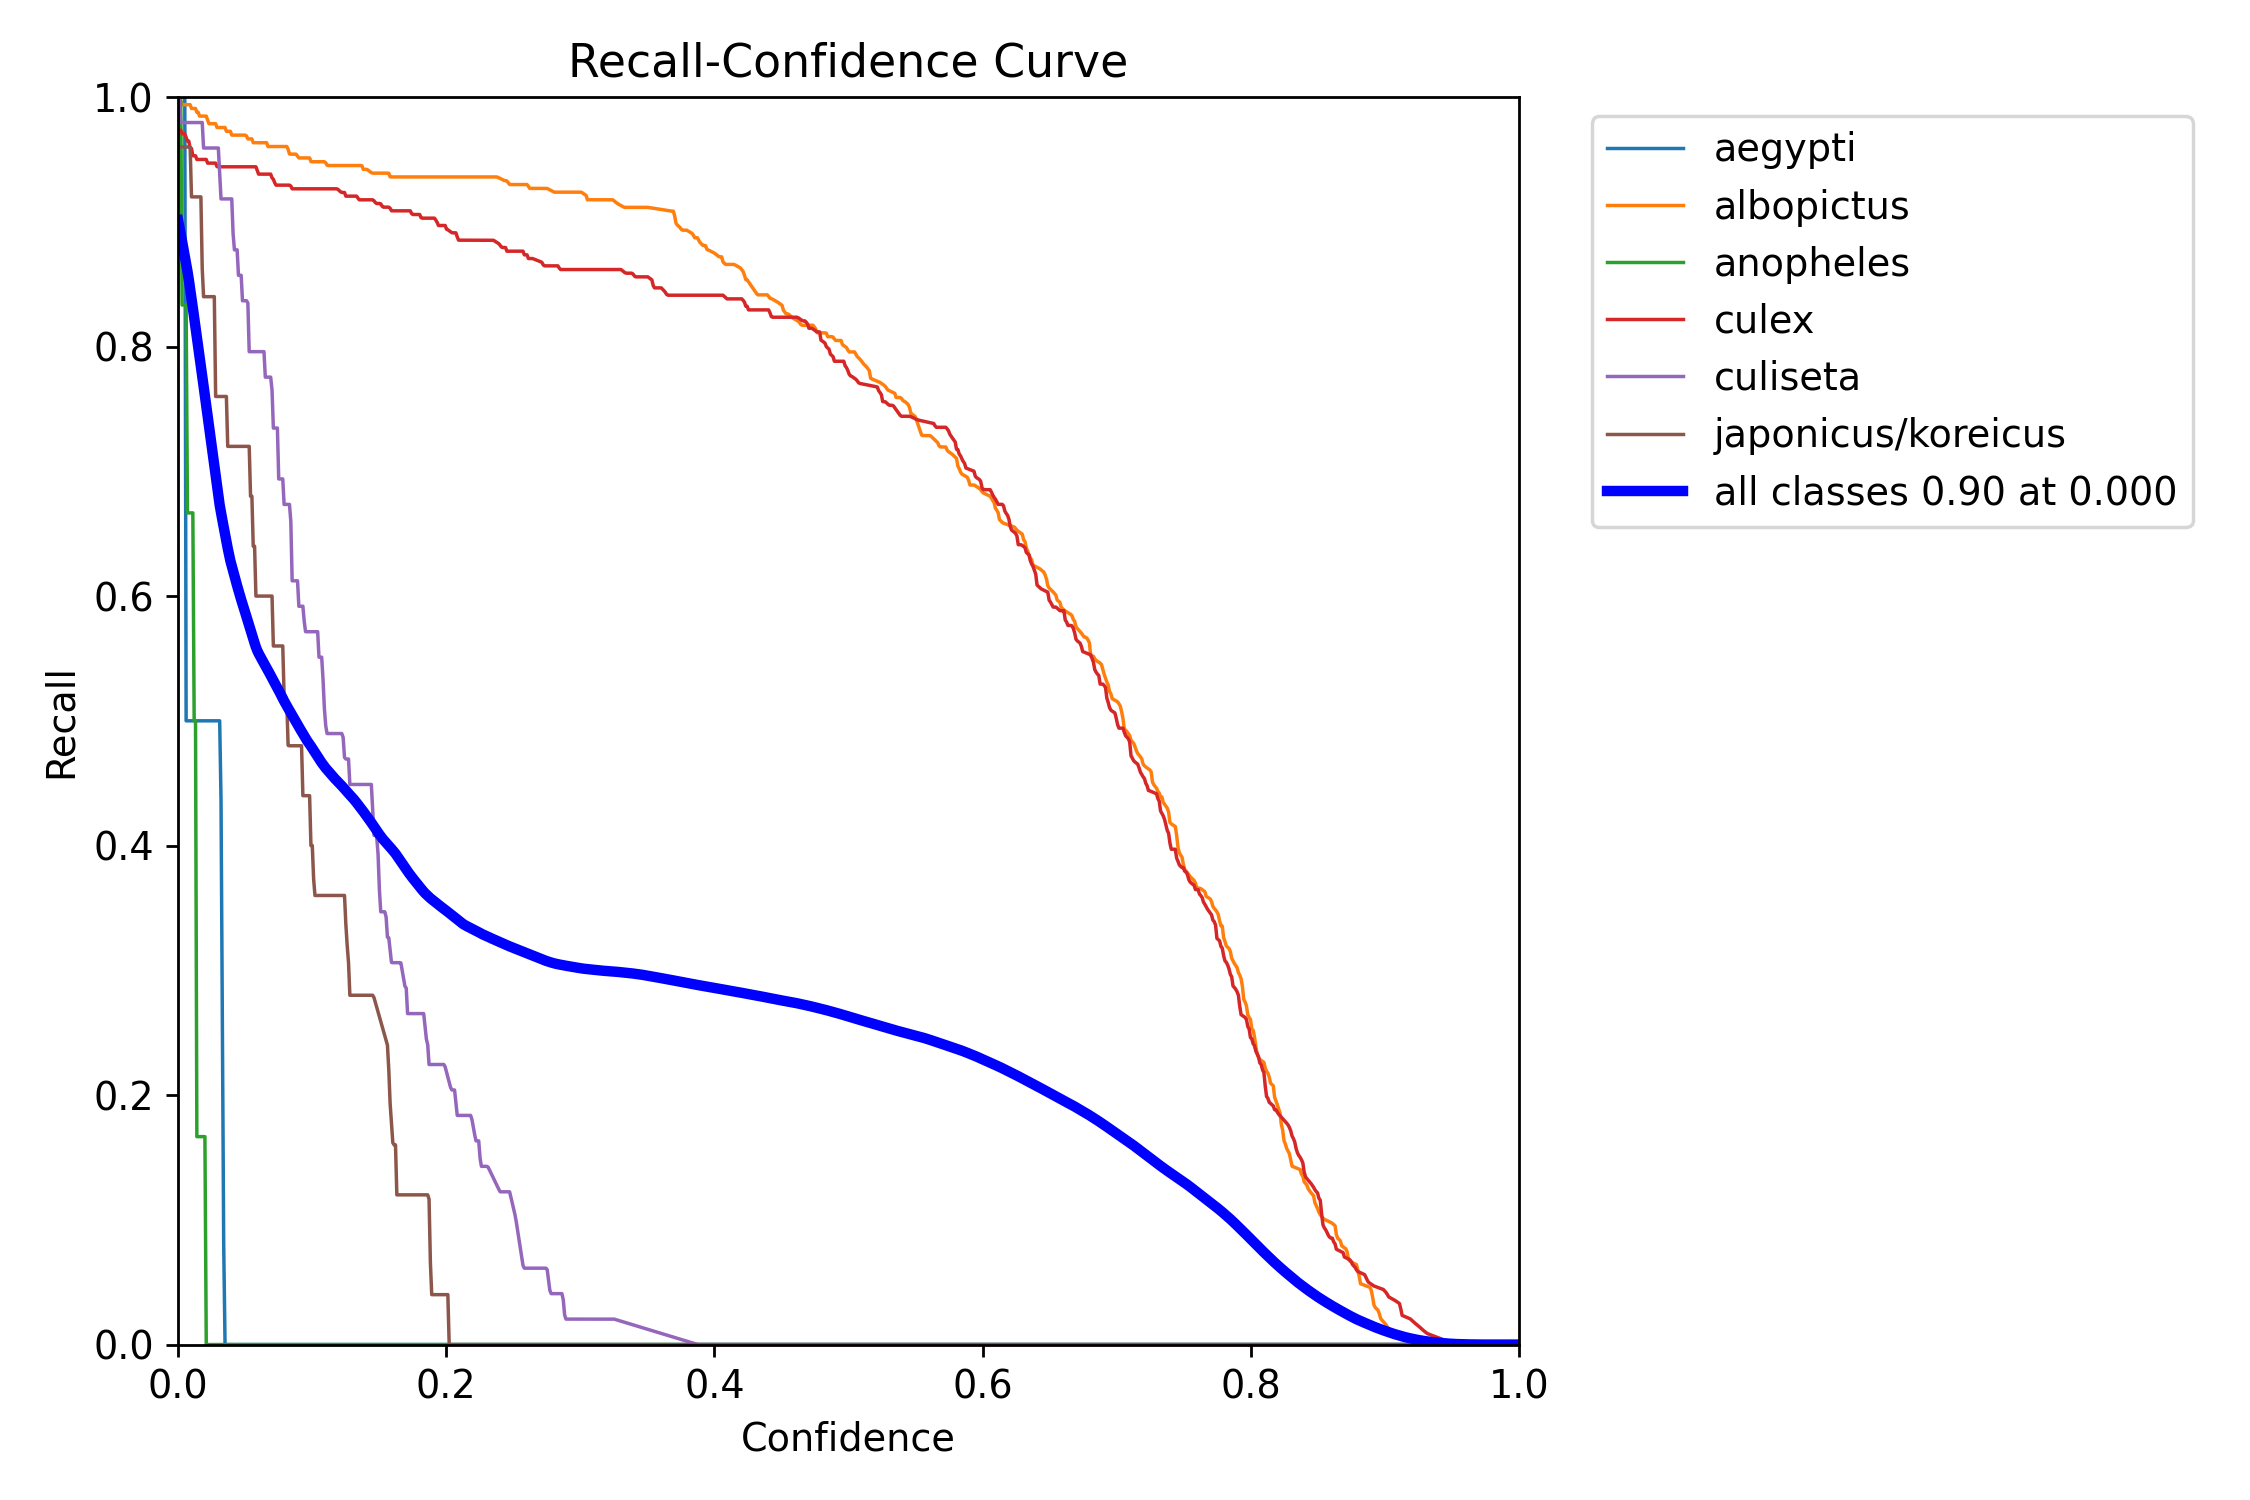 Recall-Confidence Curve
1.0
0.8
0.6
0.4
0.2
0.0
Recall
0.0 0.2 0.4 0.6 0.8 1.0
Confidence
aegypti
albopictus
anopheles
culex
culiseta
japonicus/koreicus
all classes 0.90 at 0.000